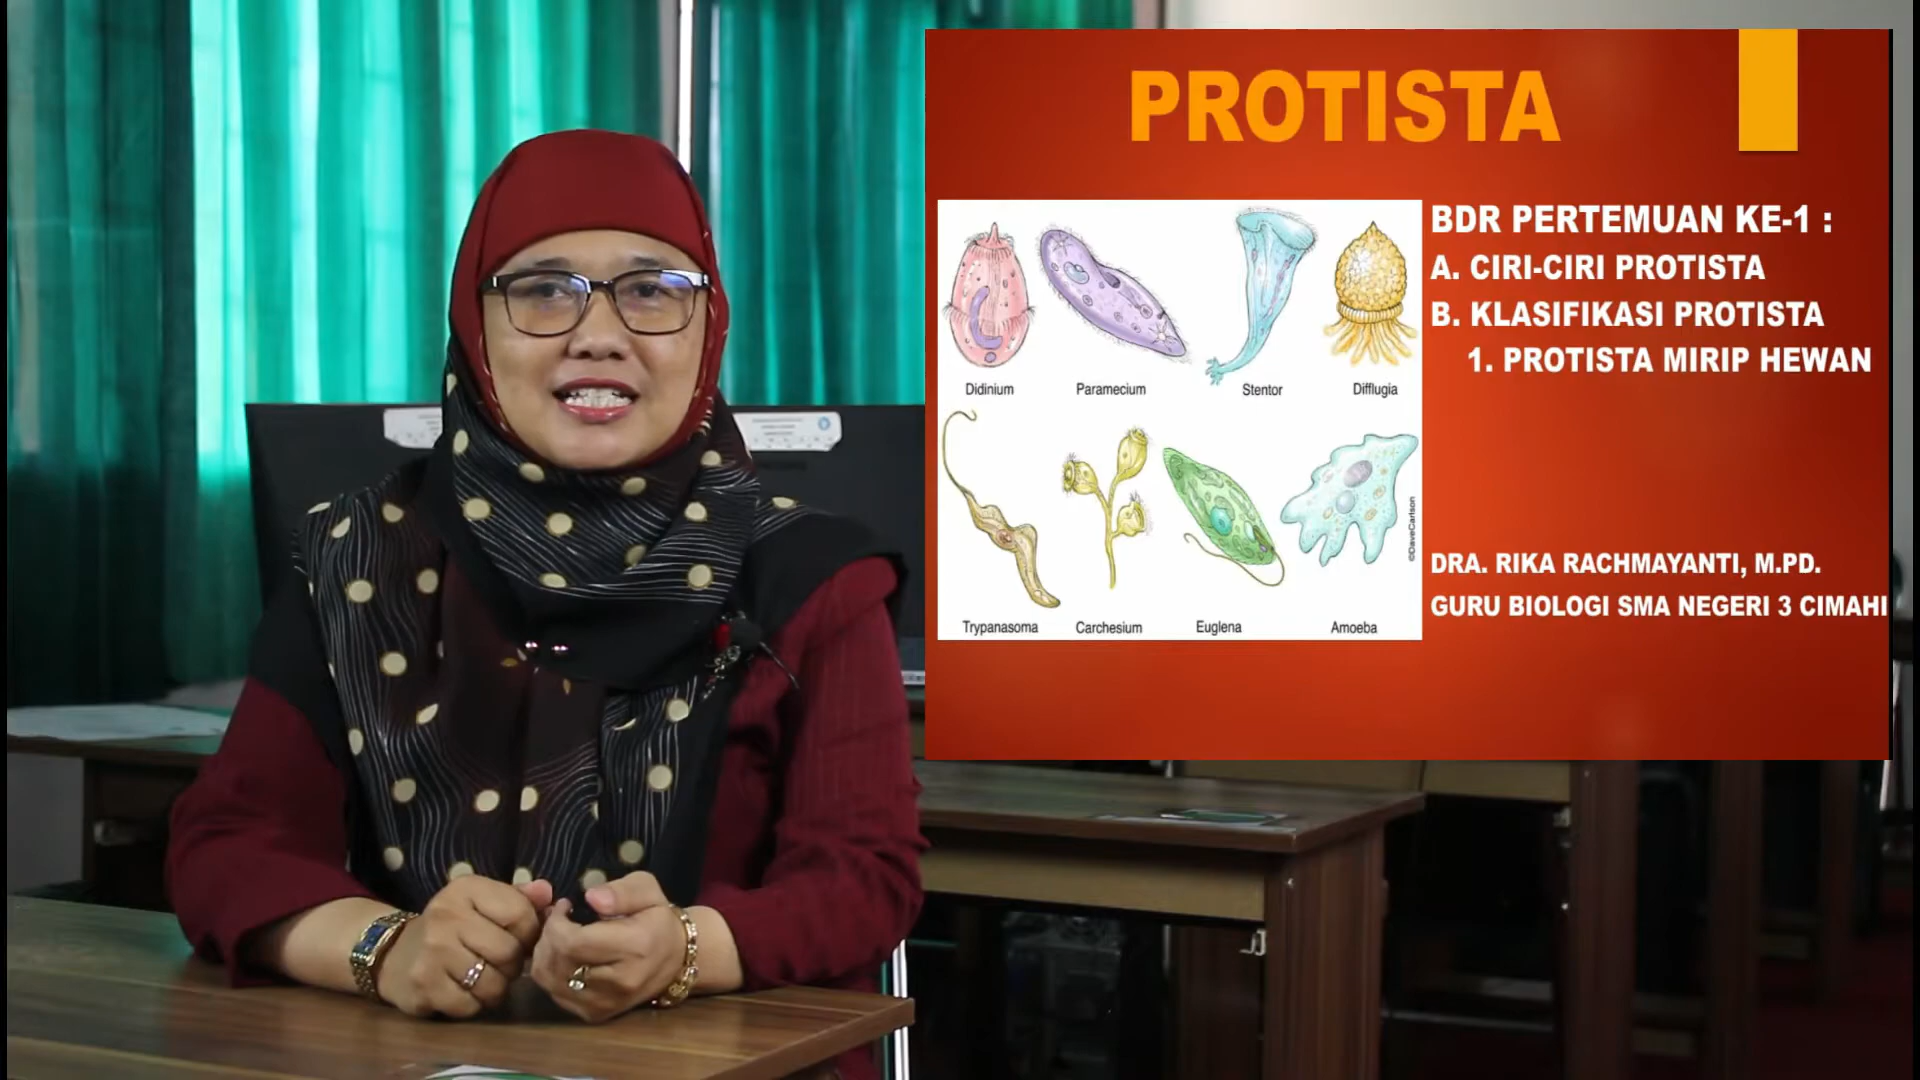 PROTISTA
BDR PERTEMUAN KE-1 :
A. CIRI-CIRI PROTISTA
B. KLASIFIKASI PROTISTA
1. PROTISTA MIRIP HEWAN
Didinium
Paramecium
Stentor
Difflugia
Trypanasoma
Carchesium
Euglena
Amoeba
©DaveCarlson
DRA. RIKA RACHMAYANTI, M.PD.
GURU BIOLOGI SMA NEGERI 3 CIMAHI